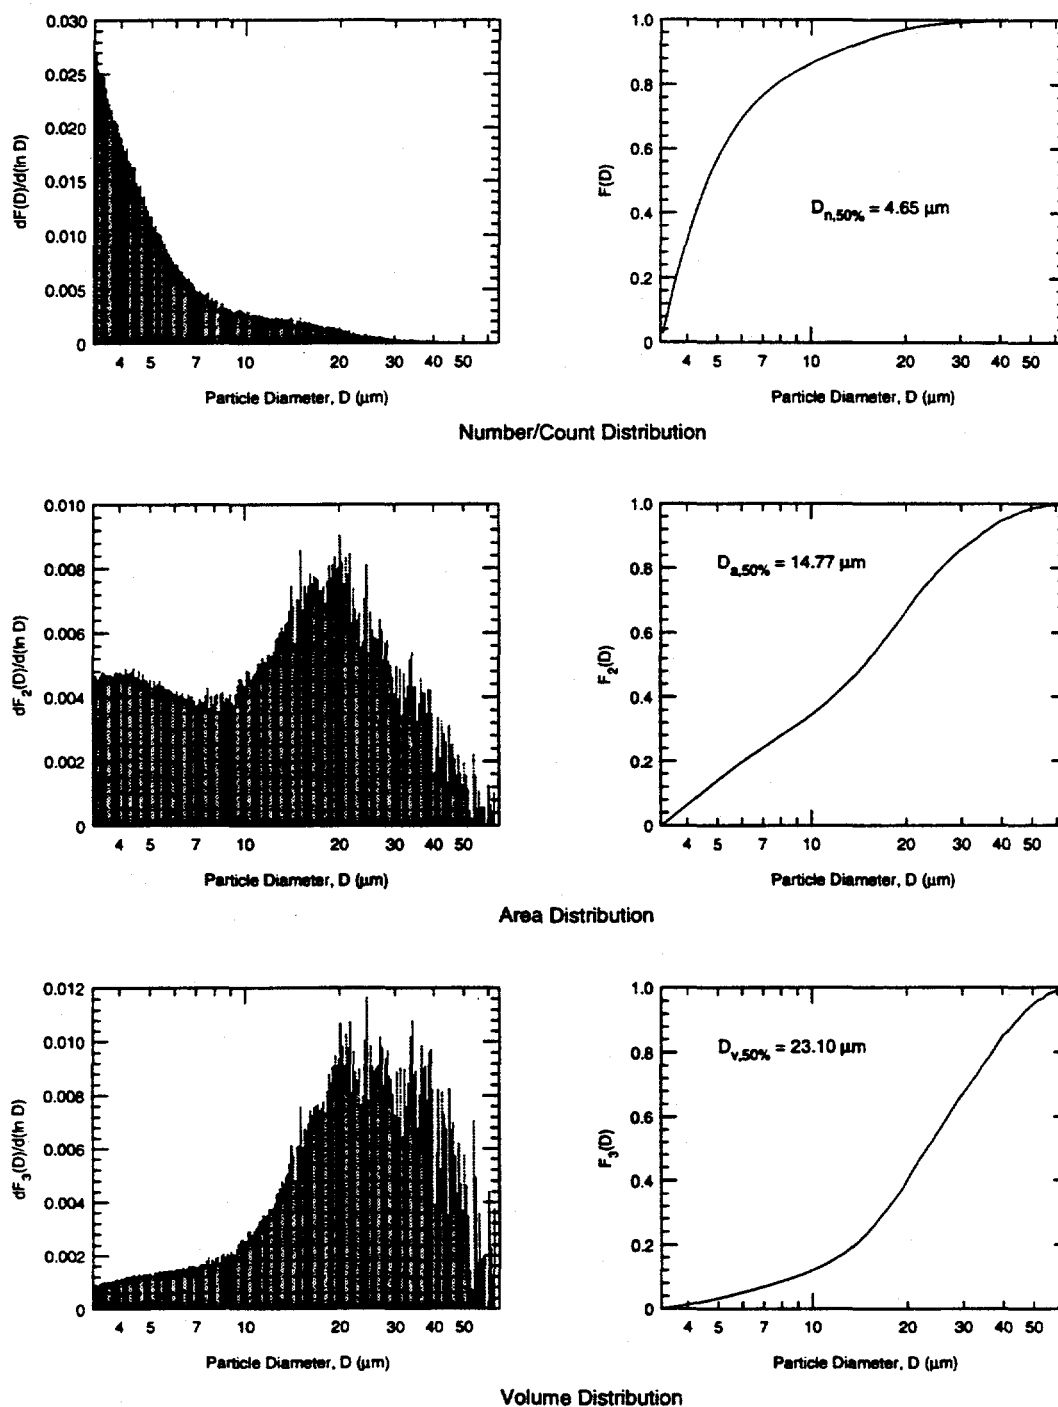 0.030
0.025
0.020
0.015
0.010
0.005
0
dF(D)/d(ln D)
4 5 7 10 20 30 40 50
Particle Diameter, D (μm)
1.0
0.8
0.6
0.4
0.2
0
F(D)
D_n,50% = 4.65 μm
4 5 7 10 20 30 40 50
Particle Diameter, D (μm)
Number/Count Distribution
0.010
0.008
0.006
0.004
0.002
0
dF_2(D)/d(ln D)
4 5 7 10 20 30 40 50
Particle Diameter, D (μm)
1.0
0.8
0.6
0.4
0.2
0
F_2(D)
D_a,50% = 14.77 μm
4 5 7 10 20 30 40 50
Particle Diameter, D (μm)
Area Distribution
0.012
0.010
0.008
0.006
0.004
0.002
0
dF_3(D)/d(ln D)
4 5 7 10 20 30 40 50
Particle Diameter, D (μm)
1.0
0.8
0.6
0.4
0.2
0
F_3(D)
D_v,50% = 23.10 μm
4 5 7 10 20 30 40 50
Particle Diameter, D (μm)
Volume Distribution